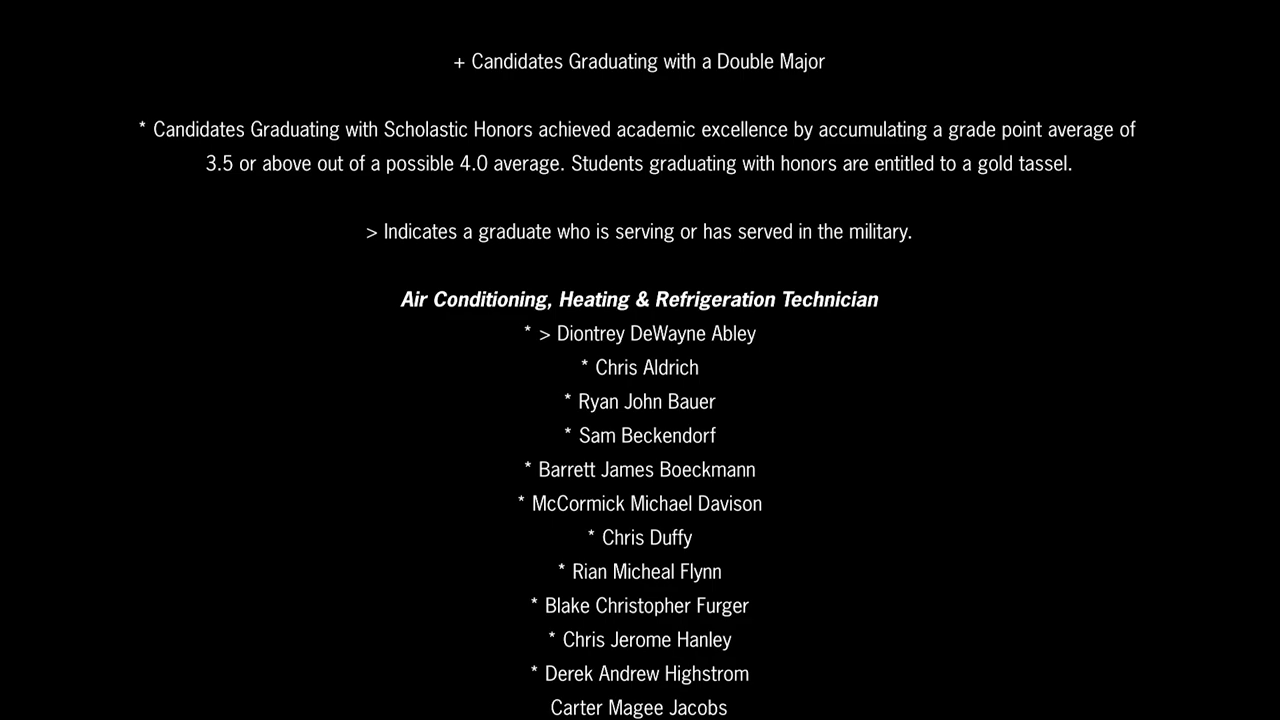 + Candidates Graduating with a Double Major
* Candidates Graduating with Scholastic Honors achieved academic excellence by accumulating a grade point average of
3.5 or above out of a possible 4.0 average. Students graduating with honors are entitled to a gold tassel.
> Indicates a graduate who is serving or has served in the military.
Air Conditioning, Heating & Refrigeration Technician
* > Diontrey DeWayne Abley
* Chris Aldrich
* Ryan John Bauer
* Sam Beckendorf
* Barrett James Boeckmann
* McCormick Michael Davison
* Chris Duffy
* Rian Micheal Flynn
* Blake Christopher Furger
* Chris Jerome Hanley
* Derek Andrew Highstrom
Carter Magee Jacobs